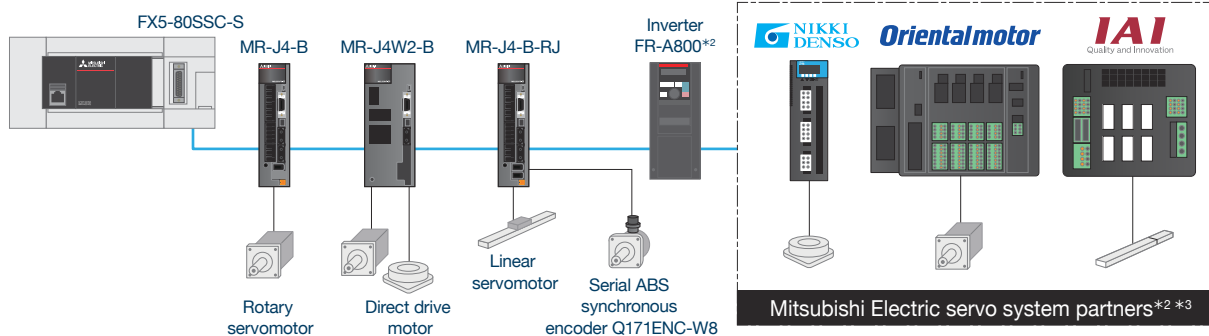 FX5-80SSC-S
MR-J4-B
MR-J4W2-B
MR-J4-B-RJ
Inverter
FR-A800*2
NIKKI
DENSO
Orientalmotor
IAI
Quality and Innovation
Rotary
servomotor
Direct drive
motor
Linear
servomotor
Serial ABS
synchronous
encoder Q171ENC-W8
Mitsubishi Electric servo system partners*2 *3